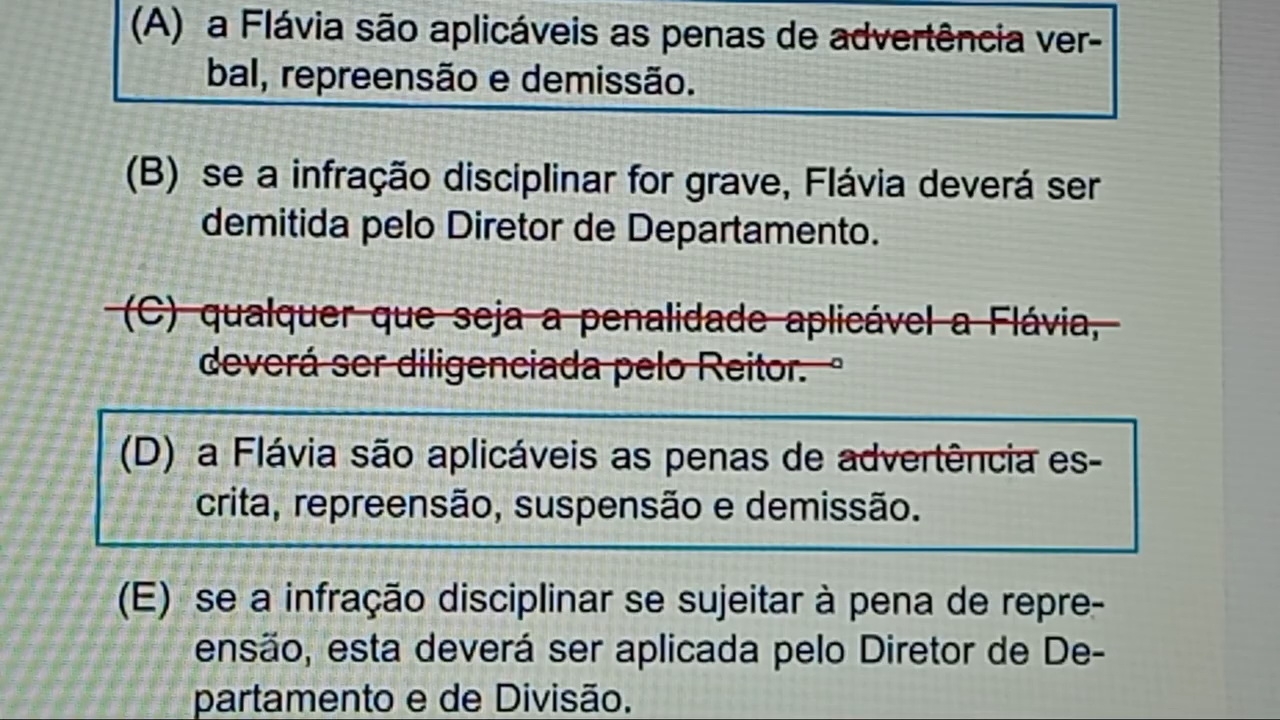 (A) a Flávia são aplicáveis as penas de advertência ver-
bal, repreensão e demissão.
(B) se a infração disciplinar for grave, Flávia deverá ser
demitida pelo Diretor de Departamento.
(C) qualquer que seja a penalidade aplicável a Flávia,
deverá ser diligenciada pelo Reitor.
(D) a Flávia são aplicáveis as penas de advertência es-
crita, repreensão, suspensão e demissão.
(E) se a infração disciplinar se sujeitar à pena de repre-
ensão, esta deverá ser aplicada pelo Diretor de De-
partamento e de Divisão.